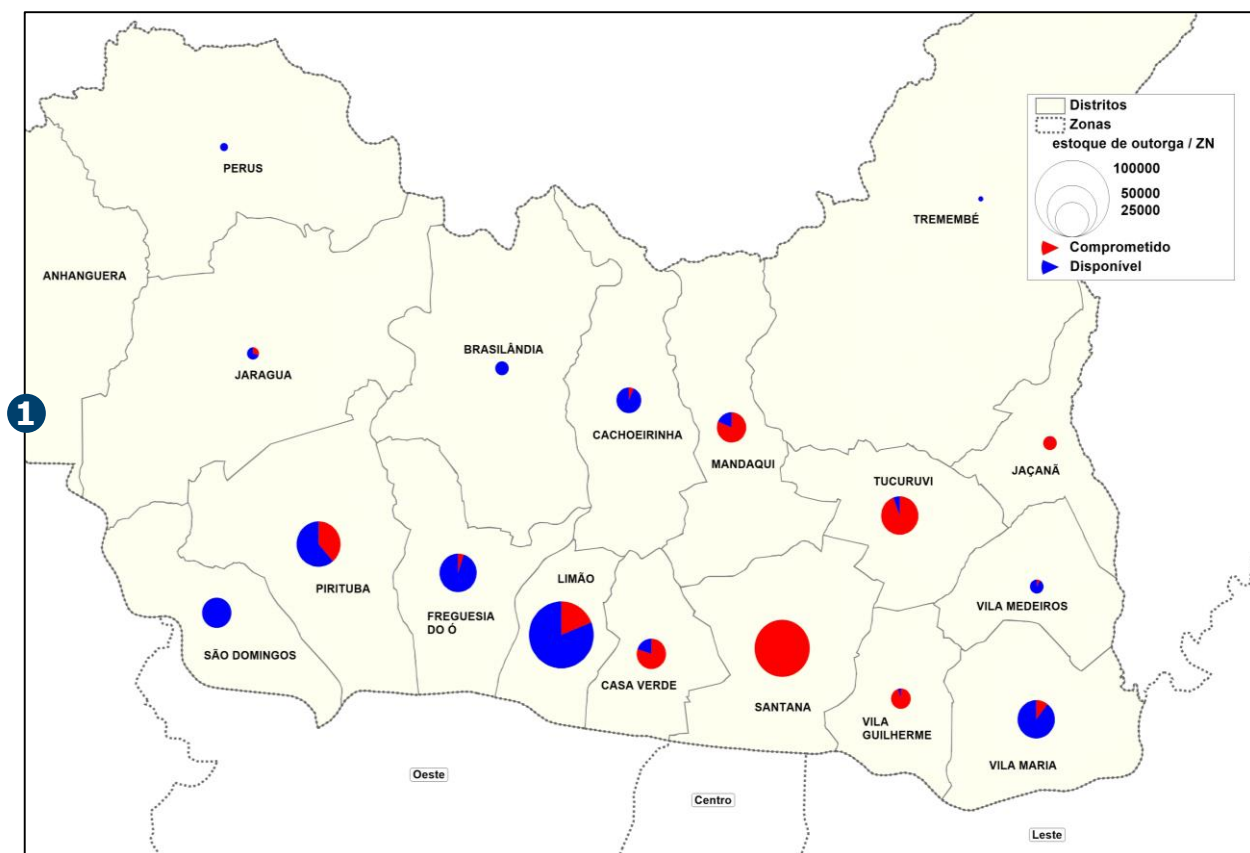 Distritos
Zonas
estoque de outorga / ZN
100000
50000
25000
Comprometido
Disponível
PERUS
TREMEMBÉ
ANHANGUERA
JARAGUA
BRASILÂNDIA
1
CACHOEIRINHA
MANDAQUI
JAÇANÃ
TUCURUVI
PIRITUBA
LIMÃO
FREGUESIA
DO Ó
VILA MEDEIROS
SÃO DOMINGOS
CASA VERDE
SANTANA
VILA
GUILHERME
VILA MARIA
Oeste
Centro
Leste